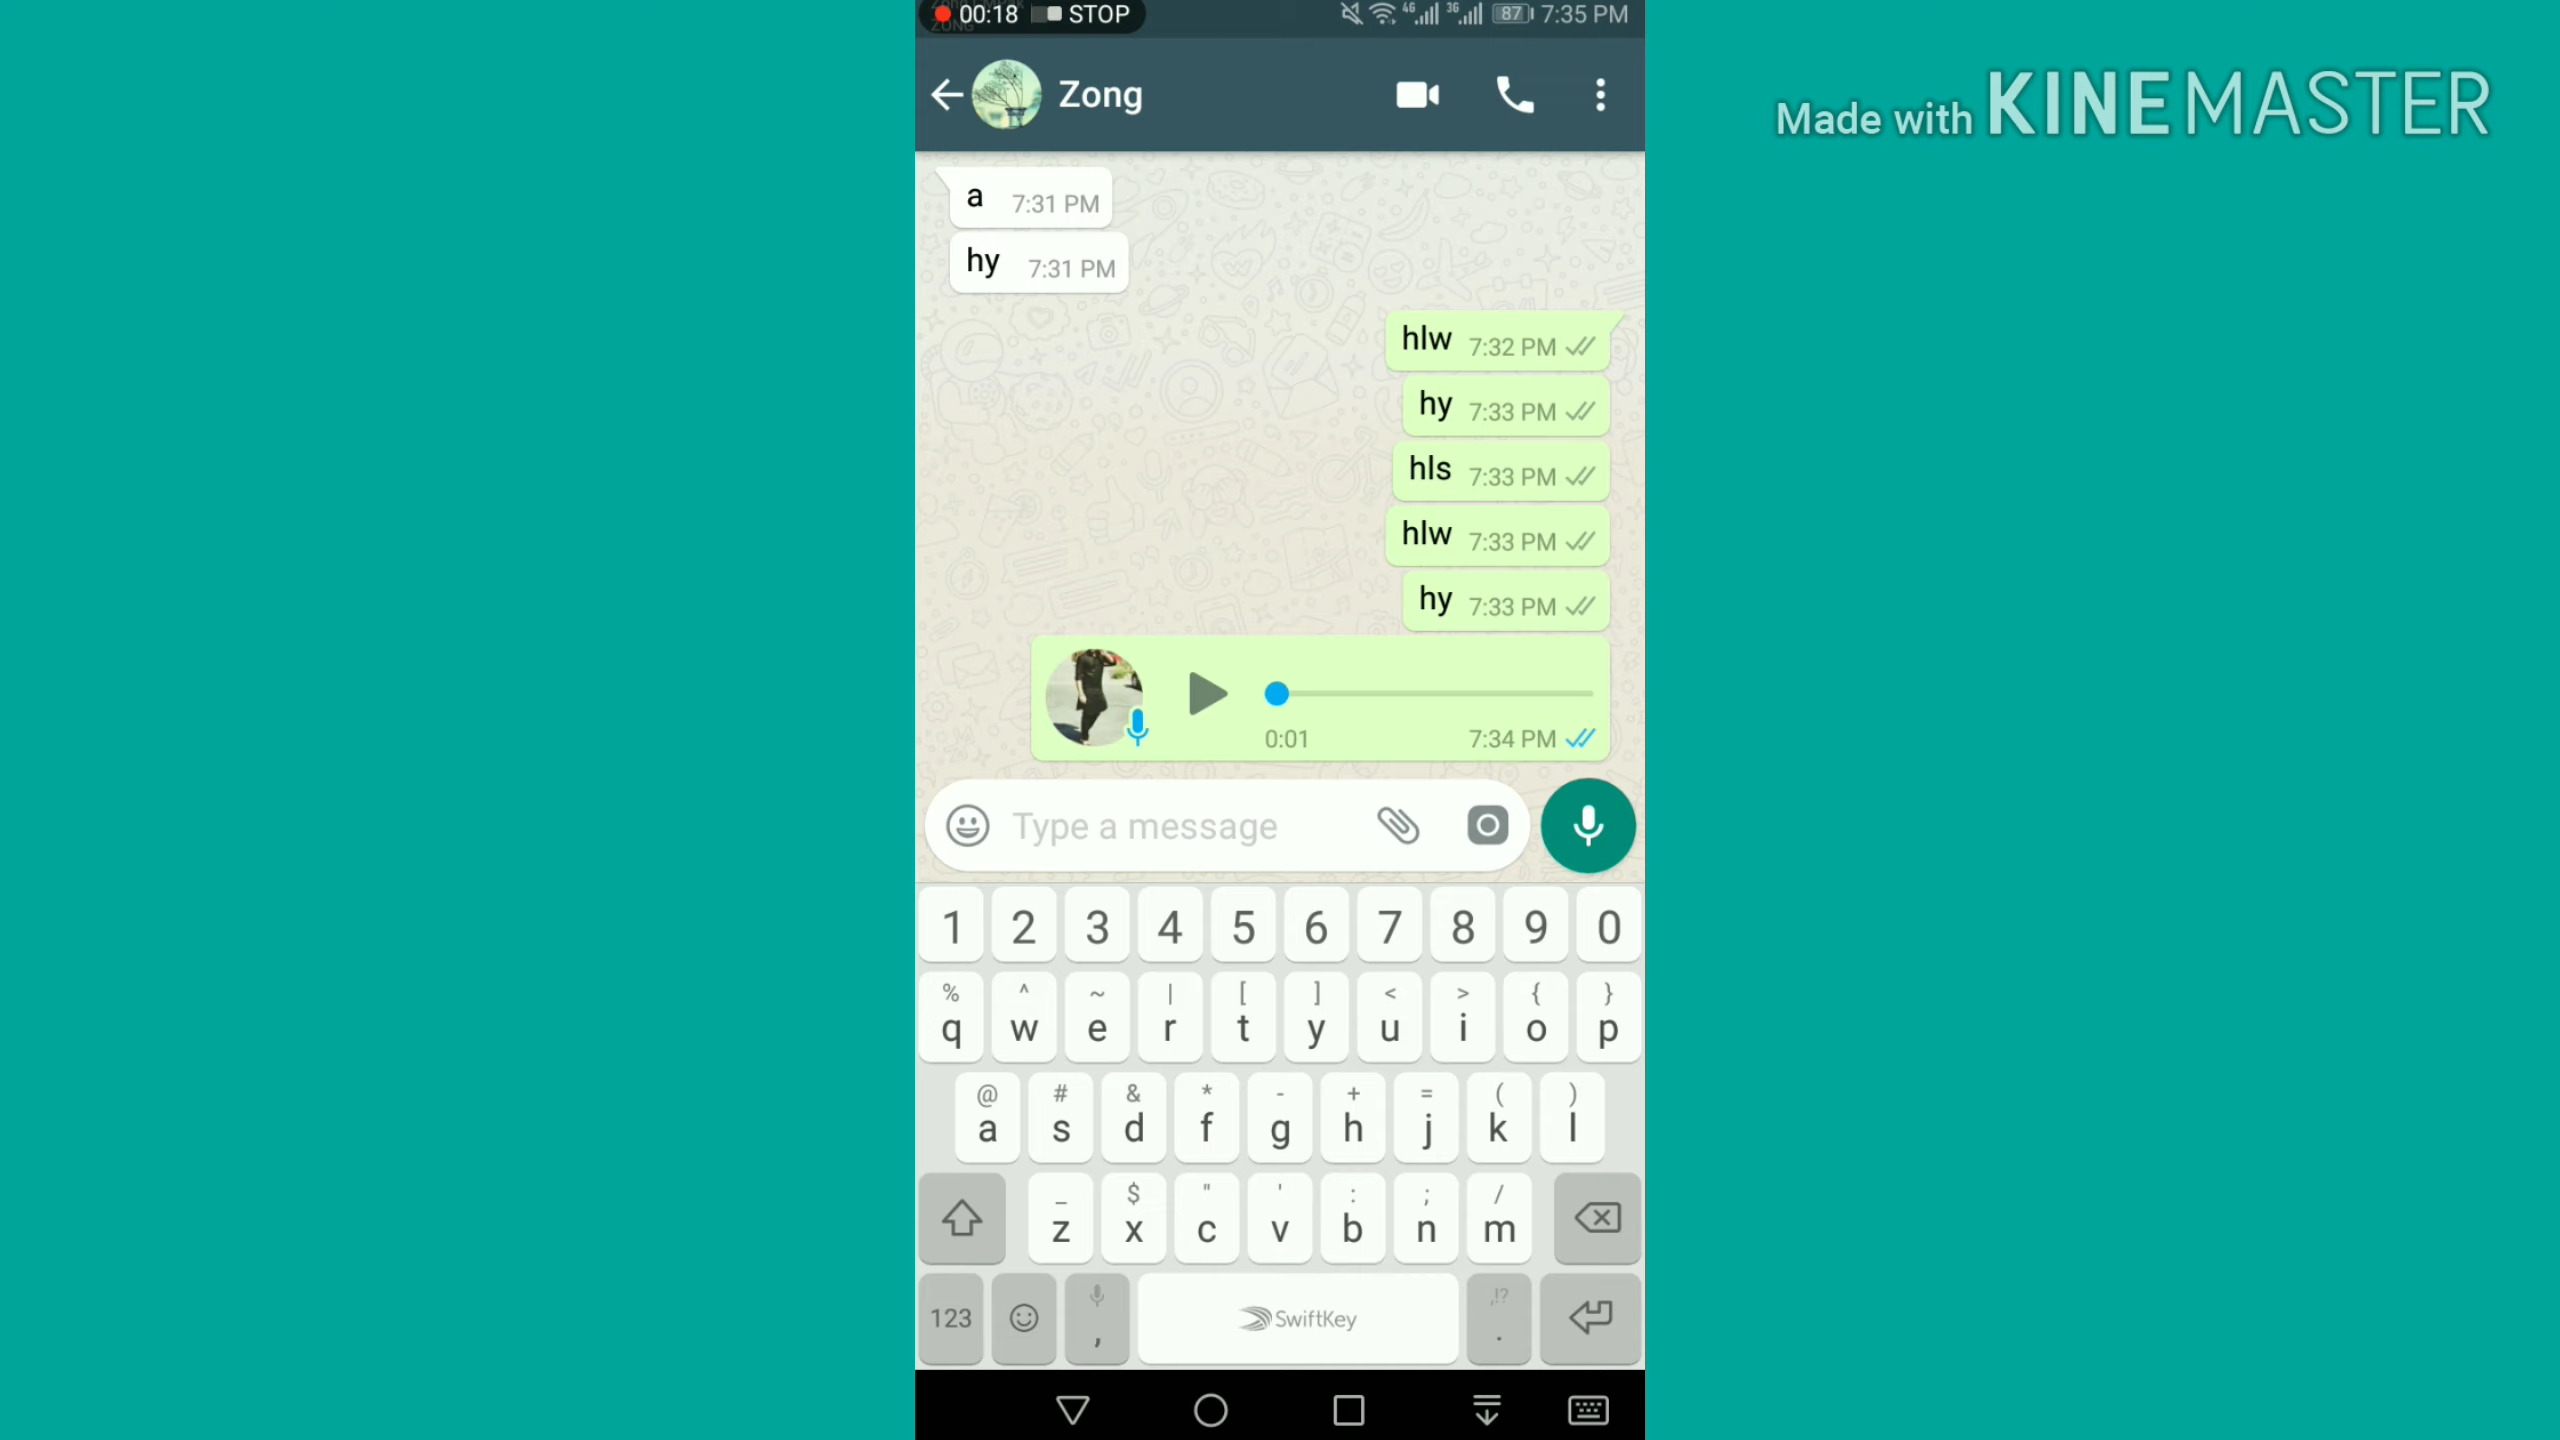 00:18 STOP
4G 3G 87 7:35 PM
Made with KINEMASTER
Zong
a 7:31 PM
hy 7:31 PM
hlw 7:32 PM
hy 7:33 PM
hls 7:33 PM
hlw 7:33 PM
hy 7:33 PM
0:01 7:34 PM
Type a message
1 2 3 4 5 6 7 8 9 0
% ^ ~ | [ ] < > { }
q w e r t y u i o p
@ # & * - + = ( )
a s d f g h j k l
_ $ " ' : ; /
z x c v b n m
,!?
123 , SwiftKey .